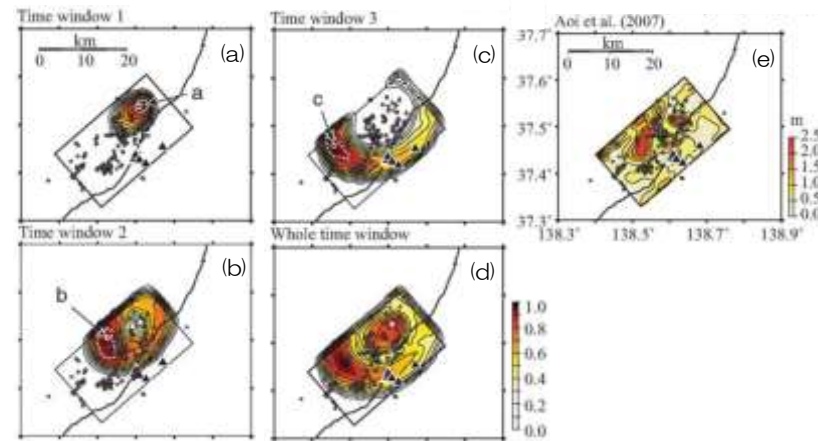 Time window 1
km
0 10 20
(a)
a
Time window 3
(c)
c
Aoi et al. (2007)
km
0 10 20
(e)
37.7°
37.6°
37.5°
37.4°
37.3°
138.3° 138.5° 138.7° 138.9°
m
2.5
2.0
1.5
1.0
0.5
0.0
Time window 2
(b)
b
Whole time window
(d)
1.0
0.8
0.6
0.4
0.2
0.0